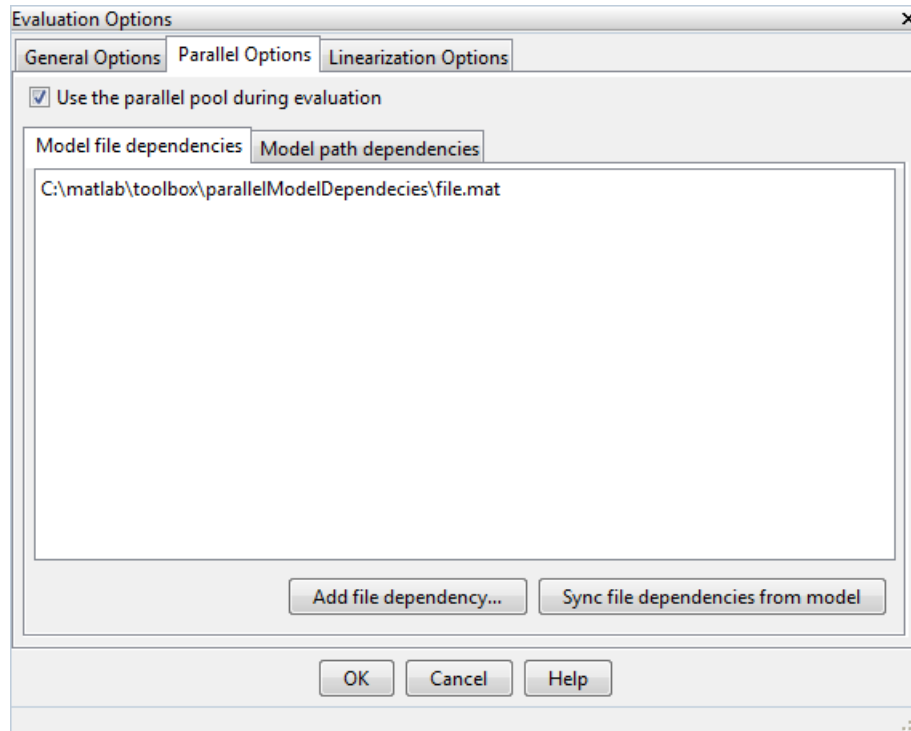 Evaluation Options
General Options Parallel Options Linearization Options
Use the parallel pool during evaluation
Model file dependencies Model path dependencies
C:\matlab\toolbox\parallelModelDependecies\file.mat
Add file dependency... Sync file dependencies from model
OK Cancel Help